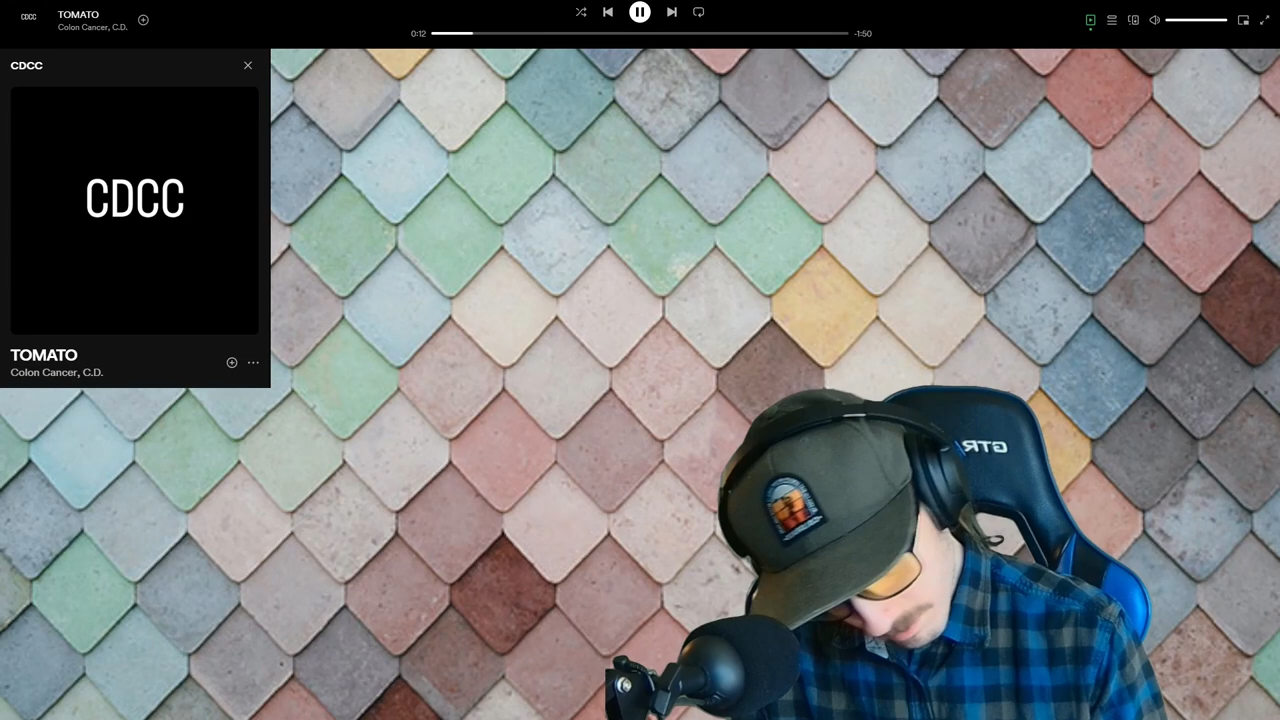 CDCC
TOMATO
Colon Cancer, C.D.
0:12
-1:50
CDCC
CDCC
TOMATO
Colon Cancer, C.D.
GTR